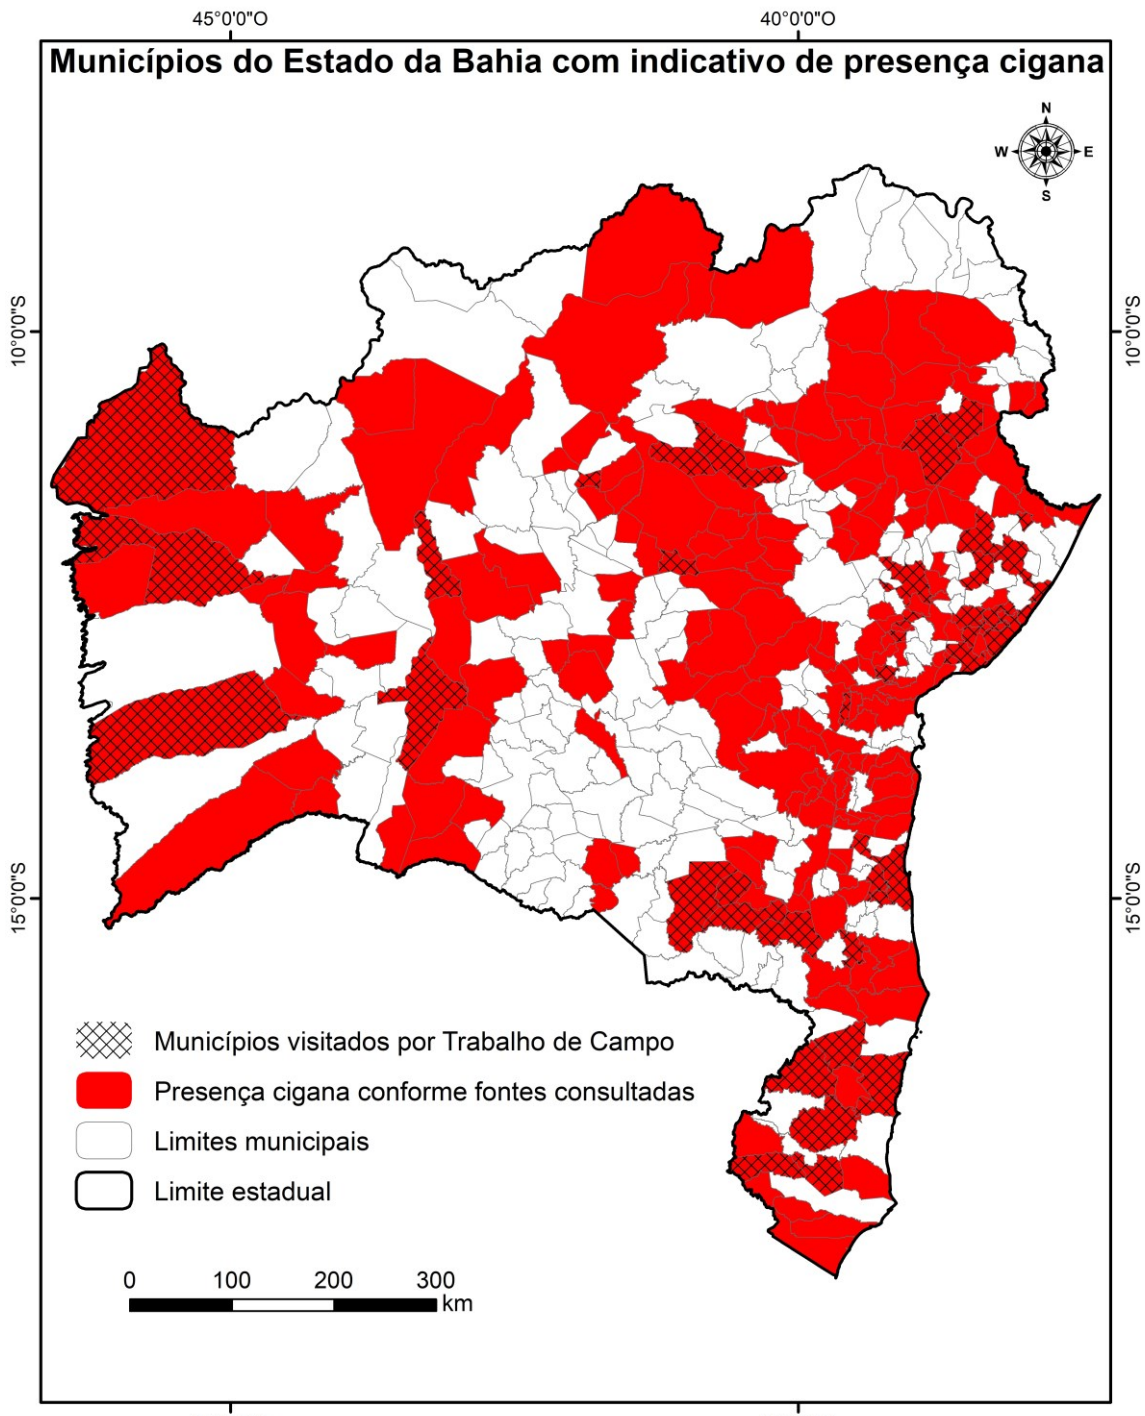 45°0'0"O
40°0'0"O
Municípios do Estado da Bahia com indicativo de presença cigana
N
W
E
S
10°0'0"S
10°0'0"S
15°0'0"S
15°0'0"S
Municípios visitados por Trabalho de Campo
Presença cigana conforme fontes consultadas
Limites municipais
Limite estadual
0 100 200 300
km